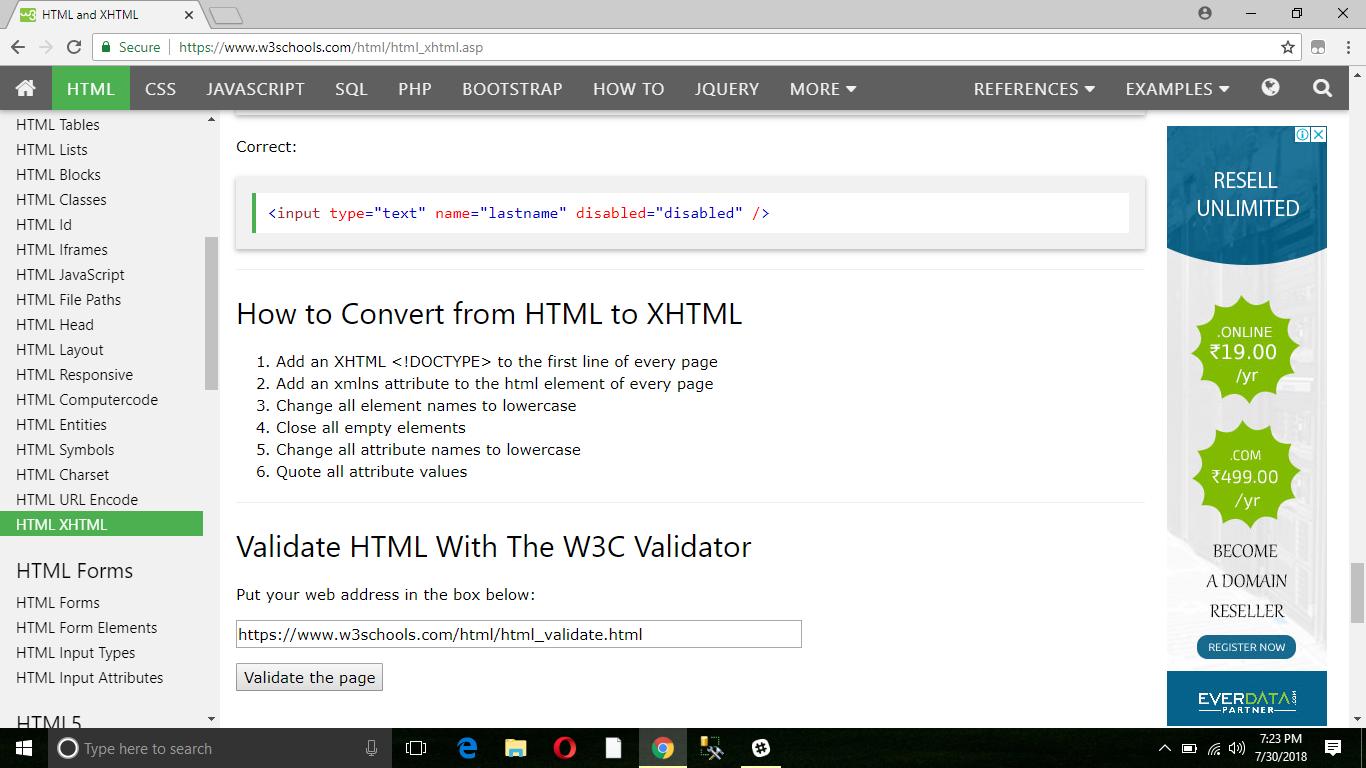 HTML and XHTML
Secure
https://www.w3schools.com/html/html_xhtml.asp
HTML CSS JAVASCRIPT SQL PHP BOOTSTRAP HOW TO JQUERY MORE REFERENCES EXAMPLES
HTML Tables
HTML Lists
HTML Blocks
HTML Classes
HTML Id
HTML Iframes
HTML JavaScript
HTML File Paths
HTML Head
HTML Layout
HTML Responsive
HTML Computercode
HTML Entities
HTML Symbols
HTML Charset
HTML URL Encode
HTML XHTML
HTML Forms
HTML Forms
HTML Form Elements
HTML Input Types
HTML Input Attributes
HTML5
Correct:
<input type="text" name="lastname" disabled="disabled" />
How to Convert from HTML to XHTML
1. Add an XHTML <!DOCTYPE> to the first line of every page
2. Add an xmlns attribute to the html element of every page
3. Change all element names to lowercase
4. Close all empty elements
5. Change all attribute names to lowercase
6. Quote all attribute values
Validate HTML With The W3C Validator
Put your web address in the box below:
https://www.w3schools.com/html/html_validate.html
Validate the page
RESELL
UNLIMITED
.ONLINE
₹19.00
/yr
.COM
₹499.00
/yr
BECOME
A DOMAIN
RESELLER
REGISTER NOW
EVERDATA
PARTNER
Type here to search
7:23 PM
7/30/2018